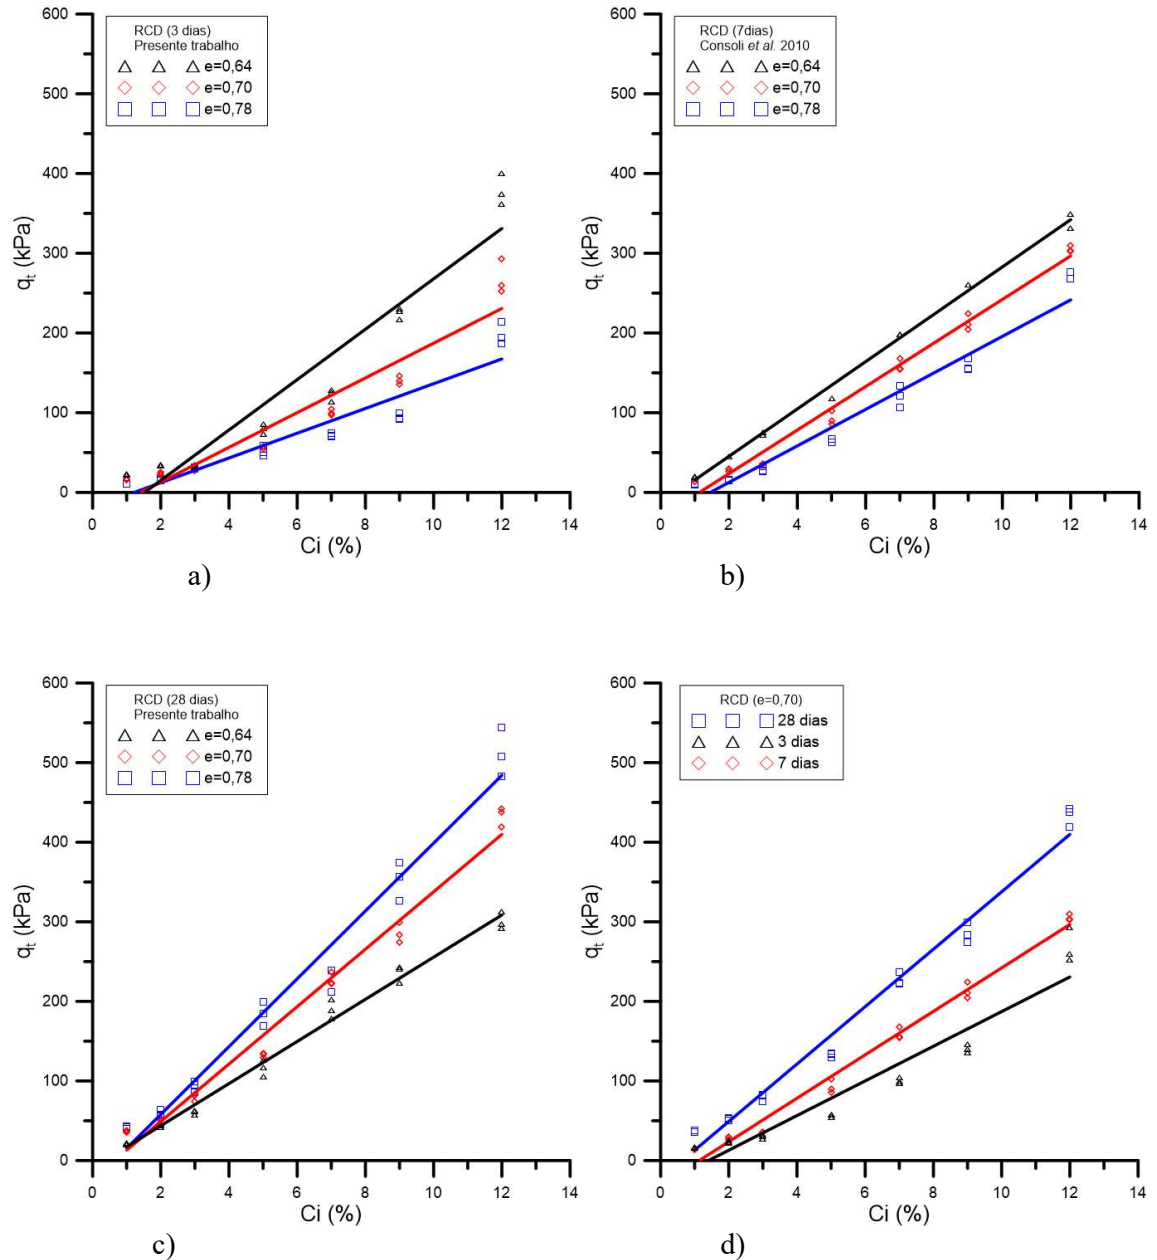 600
500
400
300
200
100
0
qt (kPa)
RCD (3 dias)
Presente trabalho
e=0,64
e=0,70
e=0,78
0 2 4 6 8 10 12 14
Ci (%)
a)
600
500
400
300
200
100
0
qt (kPa)
RCD (7dias)
Consoli et al. 2010
e=0,64
e=0,70
e=0,78
0 2 4 6 8 10 12 14
Ci (%)
b)
600
500
400
300
200
100
0
qt (kPa)
RCD (28 dias)
Presente trabalho
e=0,64
e=0,70
e=0,78
0 2 4 6 8 10 12 14
Ci (%)
c)
600
500
400
300
200
100
0
qt (kPa)
RCD (e=0,70)
28 dias
3 dias
7 dias
0 2 4 6 8 10 12 14
Ci (%)
d)